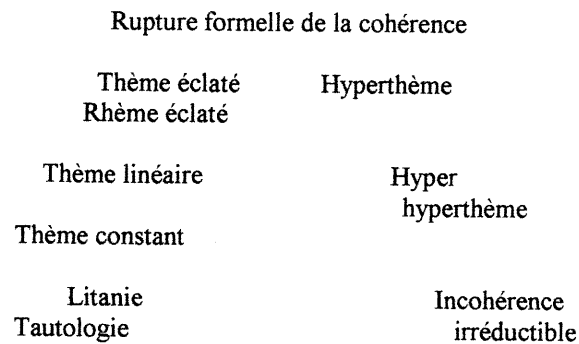 Rupture formelle de la cohérence
Thème éclaté Hyperthème
Rhème éclaté
Thème linéaire Hyper
hyperthème
Thème constant
Litanie Incohérence
Tautologie irréductible